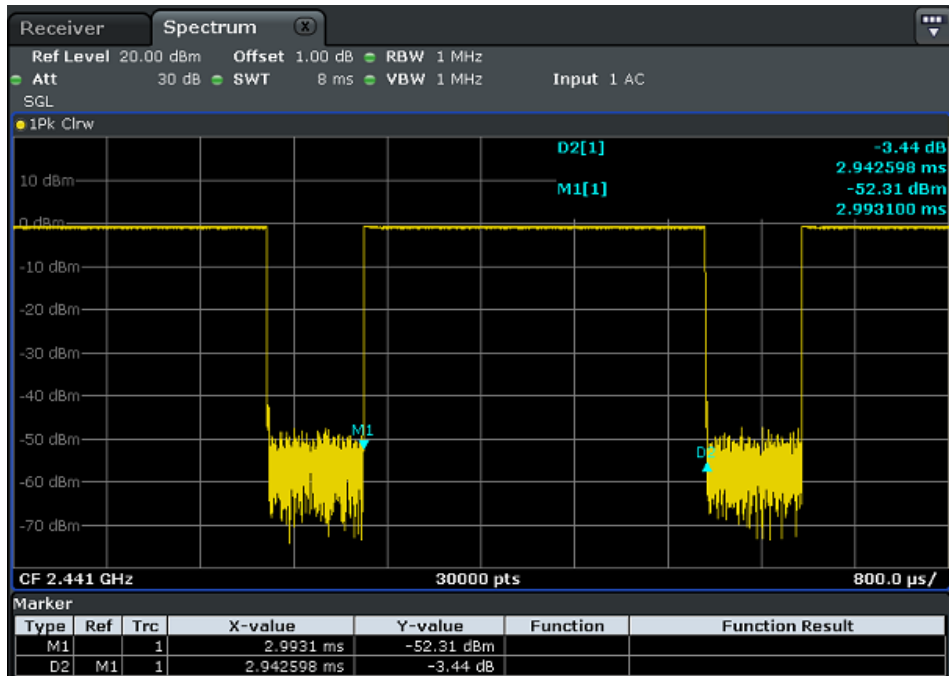 Receiver Spectrum X
Ref Level 20.00 dBm Offset 1.00 dB RBW 1 MHz
Att 30 dB SWT 8 ms VBW 1 MHz Input 1 AC
SGL
1Pk Clrw
D2[1] -3.44 dB
2.942598 ms
10 dBm
M1[1] -52.31 dBm
2.993100 ms
0 dBm
-10 dBm
-20 dBm
-30 dBm
-40 dBm
M1
-50 dBm
D2
-60 dBm
-70 dBm
CF 2.441 GHz 30000 pts 800.0 µs/
Marker
Type Ref Trc X-value Y-value Function Function Result
M1 1 2.9931 ms -52.31 dBm
D2 M1 1 2.942598 ms -3.44 dB